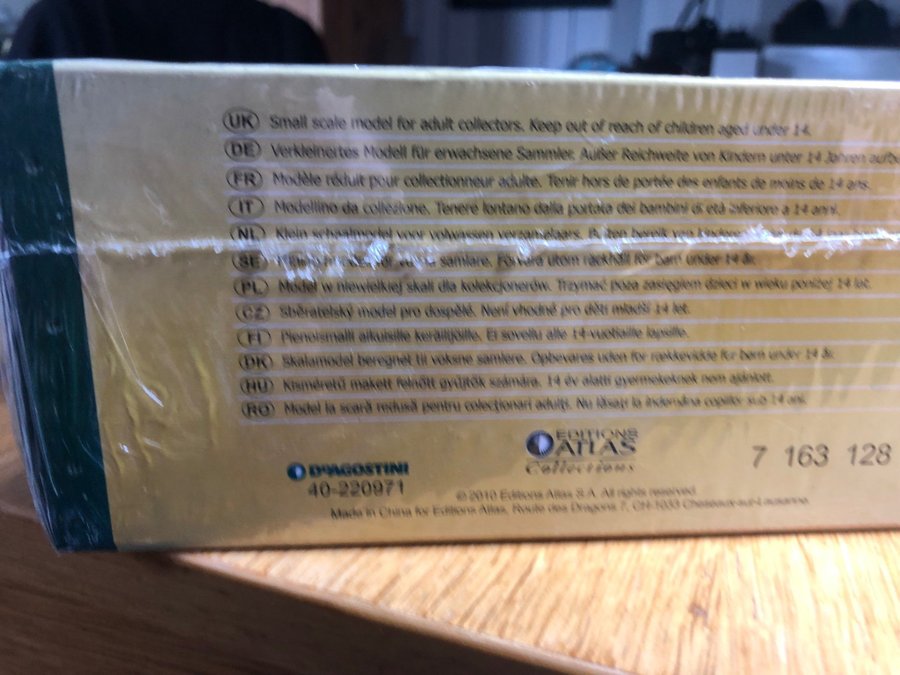 UK Small scale model for adult collectors. Keep out of reach of children aged under 14.
DE Verkleinertes Modell für erwachsene Sammler. Außer Reichweite von Kindern unter 14 Jahren
FR Modèle réduit pour collectionneur adulte. Tenir hors de portée des enfants de moins de 14 ans.
IT Modellino da collezione. Tenere lontano dalla portata dei bambini di età inferiore a 14 anni.
NL Klein schaalmodel voor volwassen verzamelaars. Buiten bereik van kinderen
SE samlare. Förvara utom räckhåll för barn under 14 år.
PL Model w niewielkiej skali dla kolekcjonerów. Trzymać poza zasięgiem dzieci w wieku poniżej 14 lat.
CZ Sběratelský model pro dospělé. Není vhodné pro děti mladší 14 let.
FI Pienoismalli aikuisille keräilijöille. Ei sovellu alle 14-vuotiaille lapsille.
DK Skalamodel beregnet til voksne samlere. Opbevares uden for rækkevidde for børn under 14 år.
HU Kisméretű makett felnőtt gyűjtők számára. 14 év alatti gyermekeknek nem ajánlott.
RO Model la scară redusă pentru colecționari adulți. Nu lăsați la îndemâna copiilor sub 14 ani.
EDITIONS
ATLAS
Collections
7 163 128
DeAGOSTINI
40-220971
© 2010 Editions Atlas S.A. All rights reserved.
Made in China for Editions Atlas, Route des Dragons 7, CH-1033 Cheseaux-sur-Lausanne.